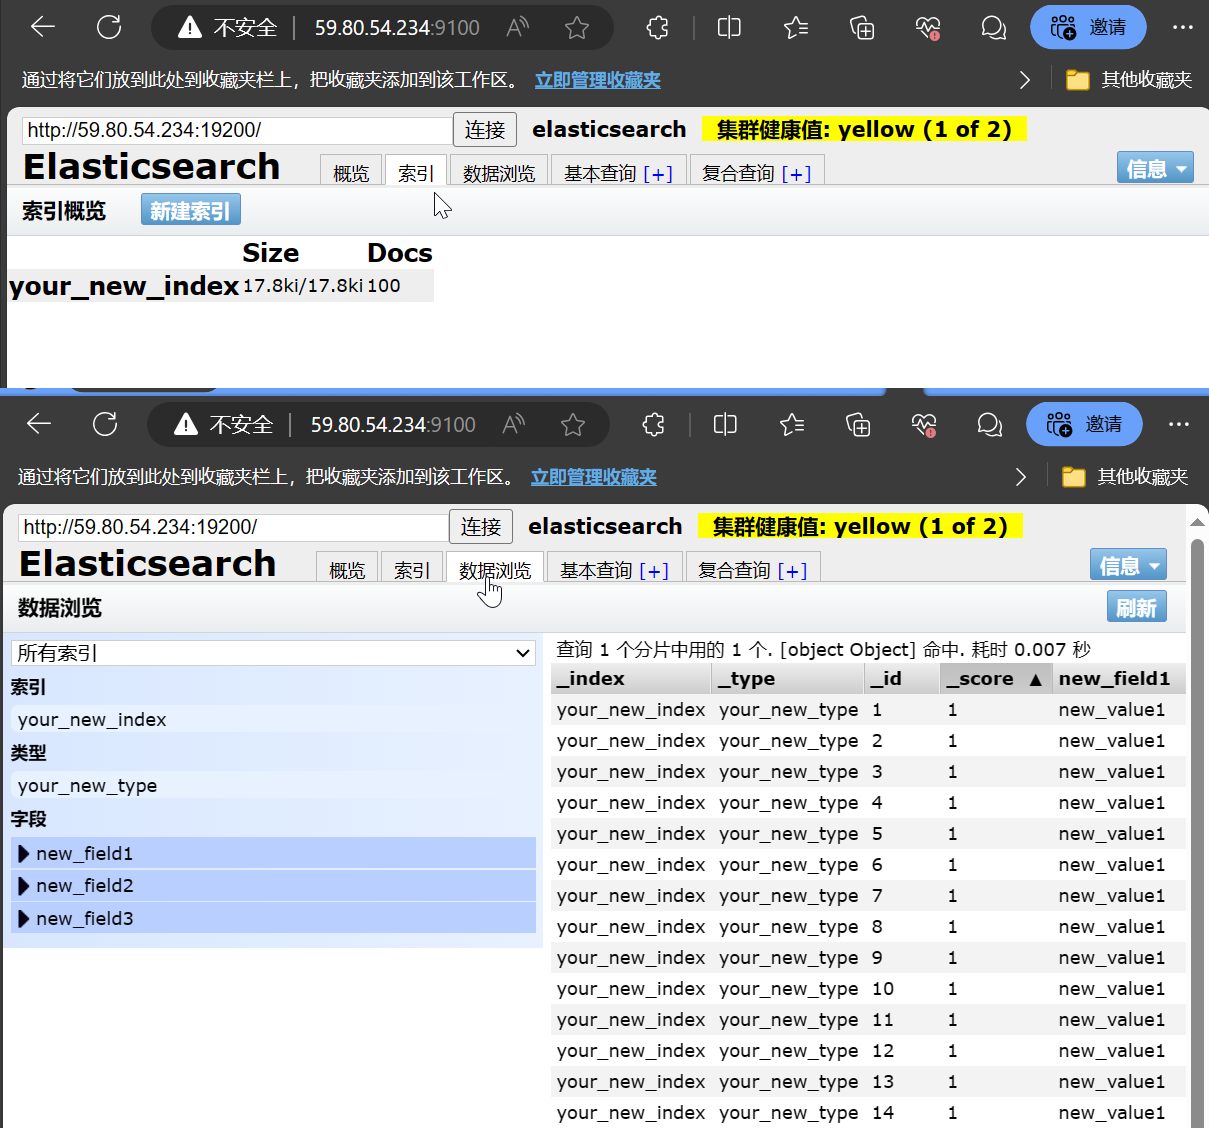 不安全 59.80.54.234:9100 A 邀请
通过将它们放到此处到收藏夹栏上，把收藏夹添加到该工作区。 立即管理收藏夹 其他收藏夹
http://59.80.54.234:19200/ 连接 elasticsearch 集群健康值: yellow (1 of 2)
Elasticsearch 概览 索引 数据浏览 基本查询 [+] 复合查询 [+] 信息
索引概览 新建索引
Size Docs
your_new_index 17.8ki/17.8ki 100
不安全 59.80.54.234:9100 A 邀请
通过将它们放到此处到收藏夹栏上，把收藏夹添加到该工作区。 立即管理收藏夹 其他收藏夹
http://59.80.54.234:19200/ 连接 elasticsearch 集群健康值: yellow (1 of 2)
Elasticsearch 概览 索引 数据浏览 基本查询 [+] 复合查询 [+] 信息
数据浏览 刷新
所有索引
索引
your_new_index
类型
your_new_type
字段
new_field1
new_field2
new_field3
查询 1 个分片中用的 1 个. [object Object] 命中. 耗时 0.007 秒
_index _type _id _score ▲ new_field1
your_new_index your_new_type 1 1 new_value1
your_new_index your_new_type 2 1 new_value1
your_new_index your_new_type 3 1 new_value1
your_new_index your_new_type 4 1 new_value1
your_new_index your_new_type 5 1 new_value1
your_new_index your_new_type 6 1 new_value1
your_new_index your_new_type 7 1 new_value1
your_new_index your_new_type 8 1 new_value1
your_new_index your_new_type 9 1 new_value1
your_new_index your_new_type 10 1 new_value1
your_new_index your_new_type 11 1 new_value1
your_new_index your_new_type 12 1 new_value1
your_new_index your_new_type 13 1 new_value1
your_new_index your_new_type 14 1 new_value1